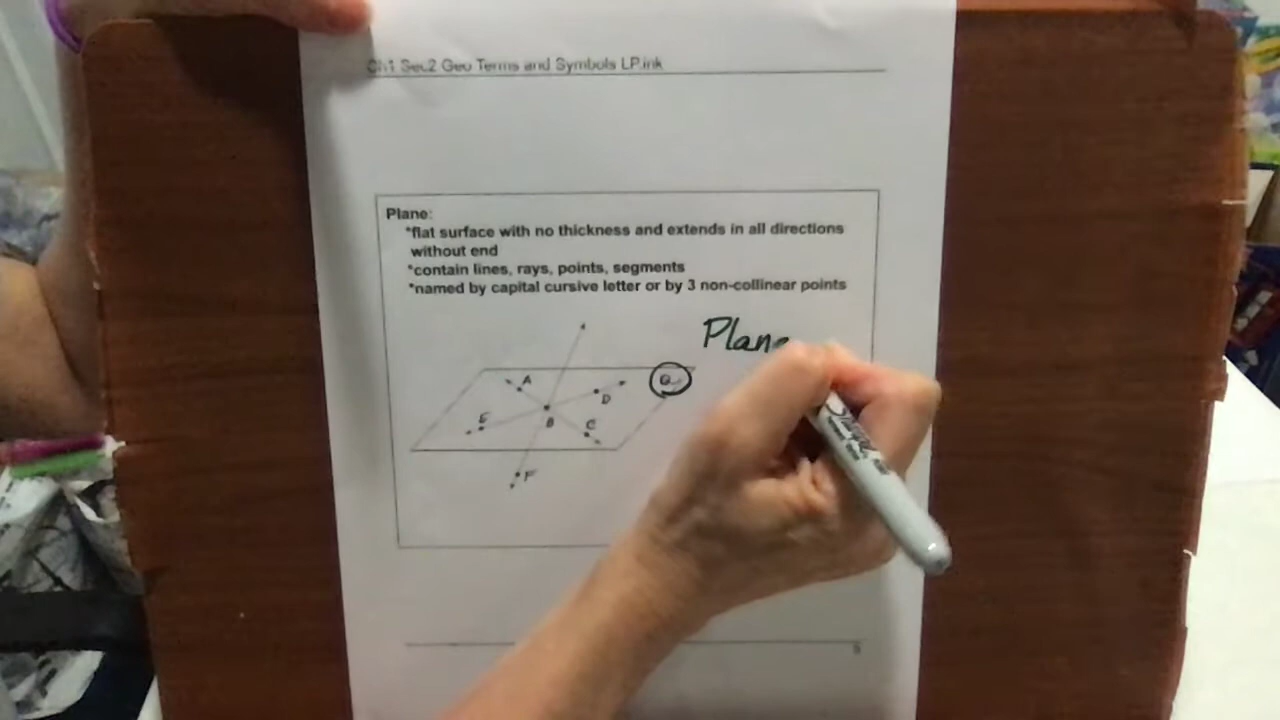 Ch1 Sec2 Geo Terms and Symbols LP.ink
Plane:
*flat surface with no thickness and extends in all directions
without end
*contain lines, rays, points, segments
*named by capital cursive letter or by 3 non-collinear points
Plane
A
D
E
B
C
F